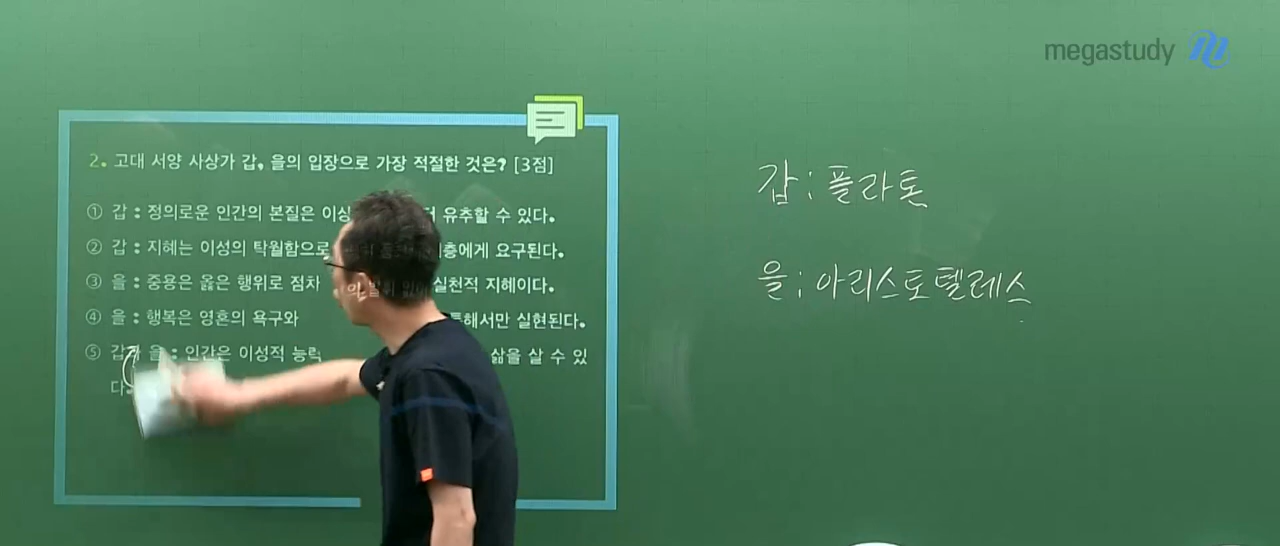 megastudy
2. 고대 서양 사상가 갑, 을의 입장으로 가장 적절한 것은? [3점]
① 갑 : 정의로운 인간의 본질은 이상 유추할 수 있다.
② 갑 : 지혜는 이성의 탁월함으로 에게 요구된다.
③ 을 : 중용은 옳은 행위로 점차 실천적 지혜이다.
④ 을 : 행복은 영혼의 욕구와 통해서만 실현된다.
⑤ 을 : 인간은 이성적 능력 삶을 살 수 있
다.
갑 : 플라톤
을 : 아리스토텔레스